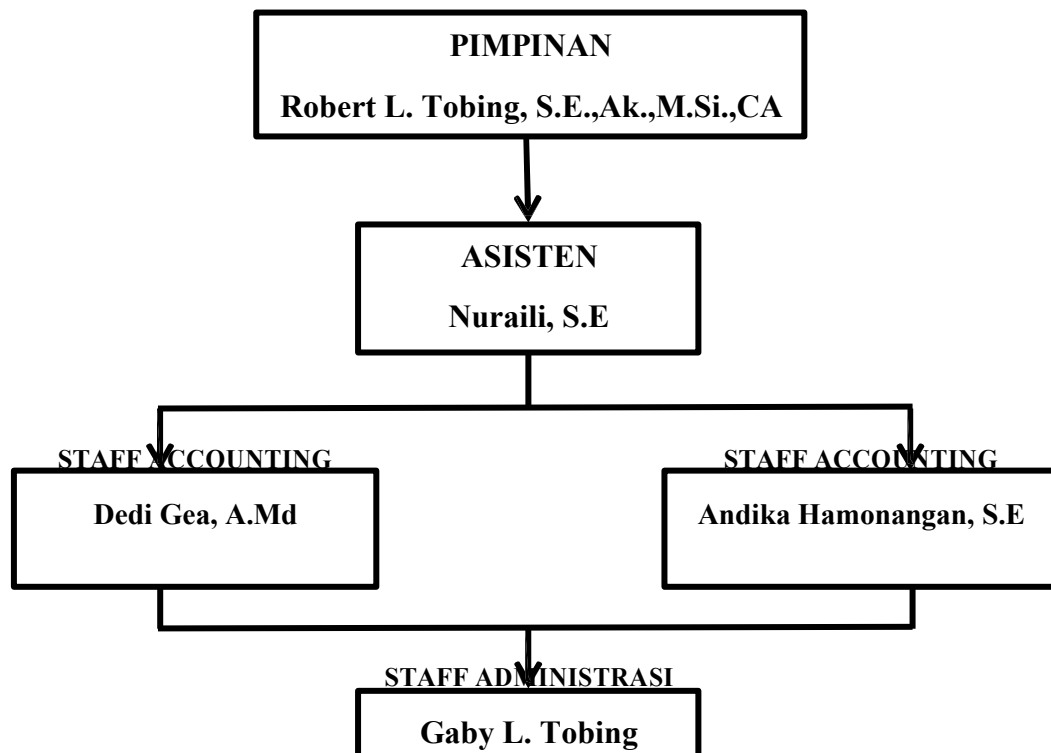 PIMPINAN
Robert L. Tobing, S.E.,Ak.,M.Si.,CA
ASISTEN
Nuraili, S.E
STAFF ACCOUNTING
Dedi Gea, A.Md
STAFF ACCOUNTING
Andika Hamonangan, S.E
STAFF ADMINISTRASI
Gaby L. Tobing